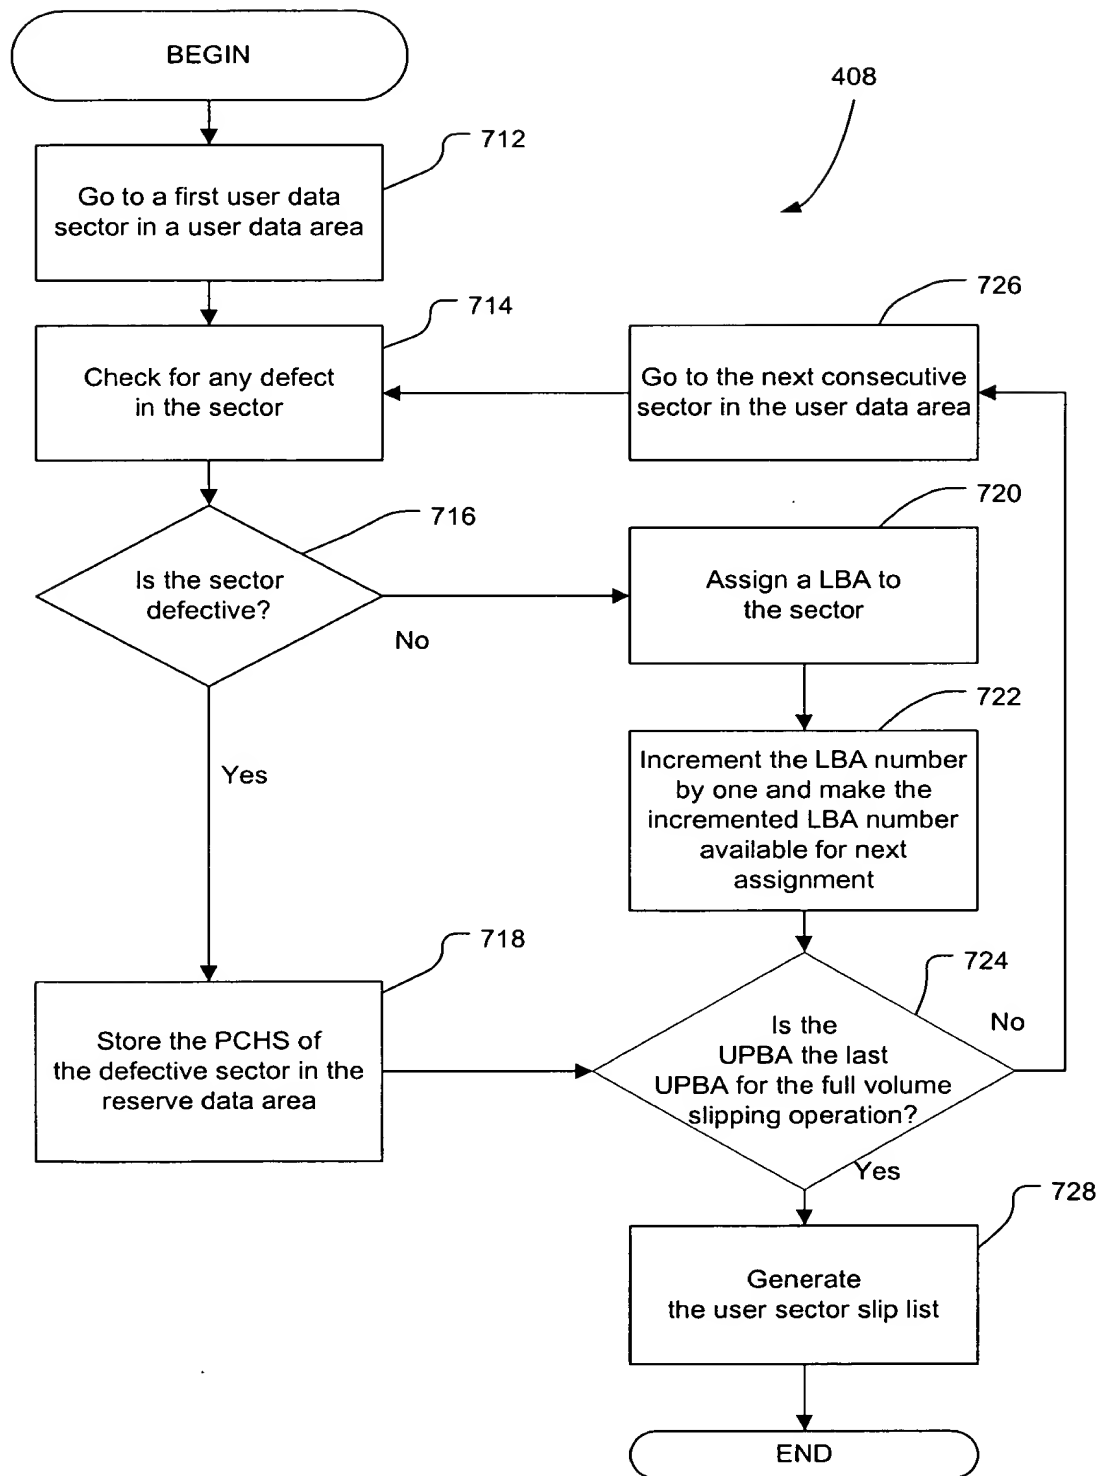 BEGIN
408
712
Go to a first user data
sector in a user data area
714
Check for any defect
in the sector
726
Go to the next consecutive
sector in the user data area
716
Is the sector
defective?
No
720
Assign a LBA to
the sector
722
Increment the LBA number
by one and make the
incremented LBA number
available for next
assignment
Yes
718
Store the PCHS of
the defective sector in the
reserve data area
724
Is the
UPBA the last
UPBA for the full volume
slipping operation?
No
Yes
728
Generate
the user sector slip list
END